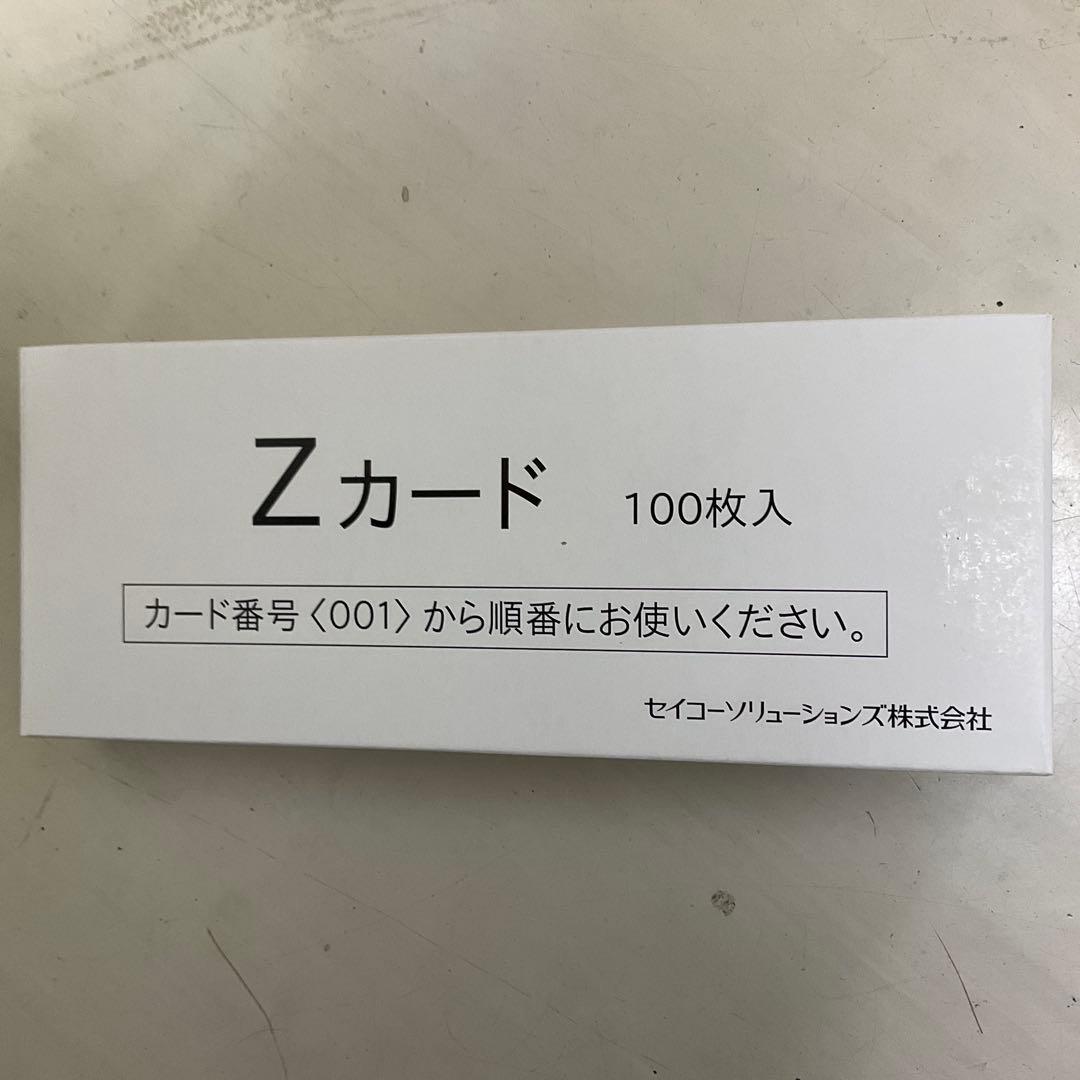 Zカード 100枚入
カード番号〈001〉から順番にお使いください。
セイコーソリューションズ株式会社